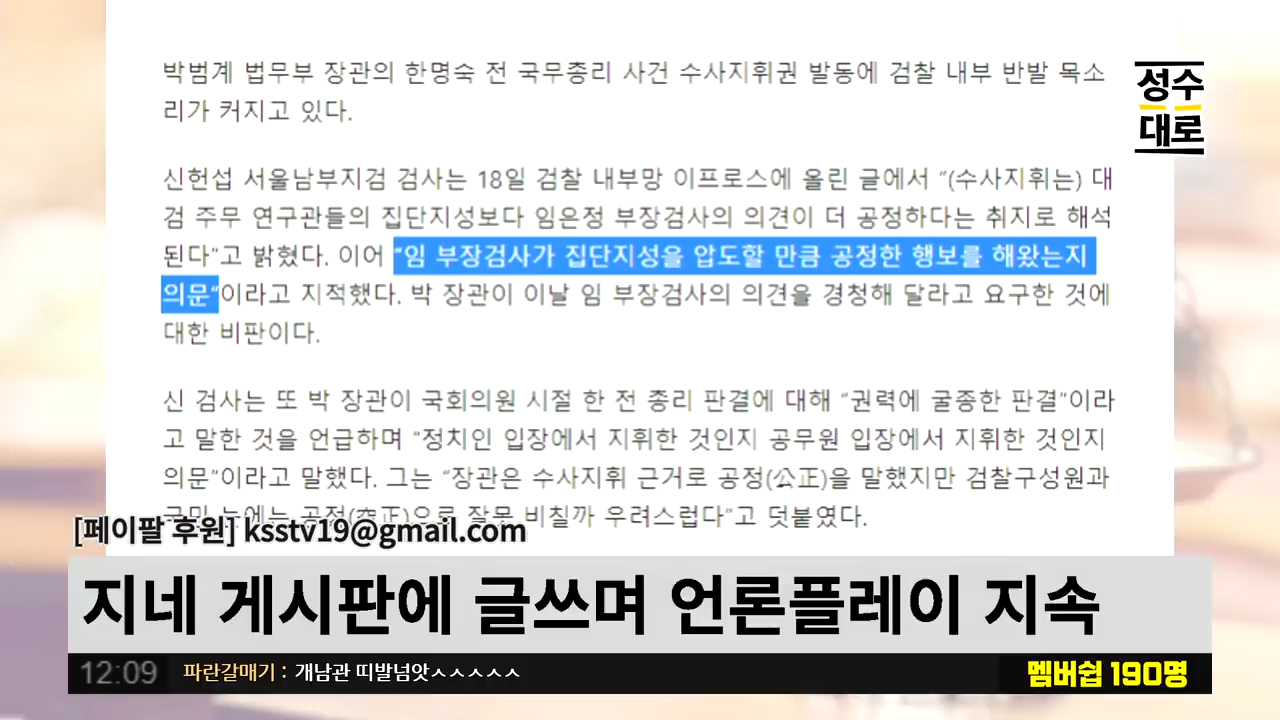 박범계 법무부 장관의 한명숙 전 국무총리 사건 수사지휘권 발동에 검찰 내부 반발 목소
리가 커지고 있다.
성수
대로
신헌섭 서울남부지검 검사는 18일 검찰 내부망 이프로스에 올린 글에서 “(수사지휘는) 대
검 주무 연구관들의 집단지성보다 임은정 부장검사의 의견이 더 공정하다는 취지로 해석
된다”고 밝혔다. 이어 “임 부장검사가 집단지성을 압도할 만큼 공정한 행보를 해왔는지
의문“이라고 지적했다. 박 장관이 이날 임 부장검사의 의견을 경청해 달라고 요구한 것에
대한 비판이다.
신 검사는 또 박 장관이 국회의원 시절 한 전 총리 판결에 대해 “권력에 굴종한 판결”이라
고 말한 것을 언급하며 “정치인 입장에서 지휘한 것인지 공무원 입장에서 지휘한 것인지
의문”이라고 말했다. 그는 “장관은 수사지휘 근거로 공정(公正)을 말했지만 검찰구성원과
국민 눈에는 공정(空正)으로 잘못 비칠까 우려스럽다”고 덧붙였다.
[페이팔 후원] ksstv19@gmail.com
지네 게시판에 글쓰며 언론플레이 지속
12:09 파란갈매기 : 개남관 띠발넘앗ㅅㅅㅅㅅㅅ 멤버쉽 190명